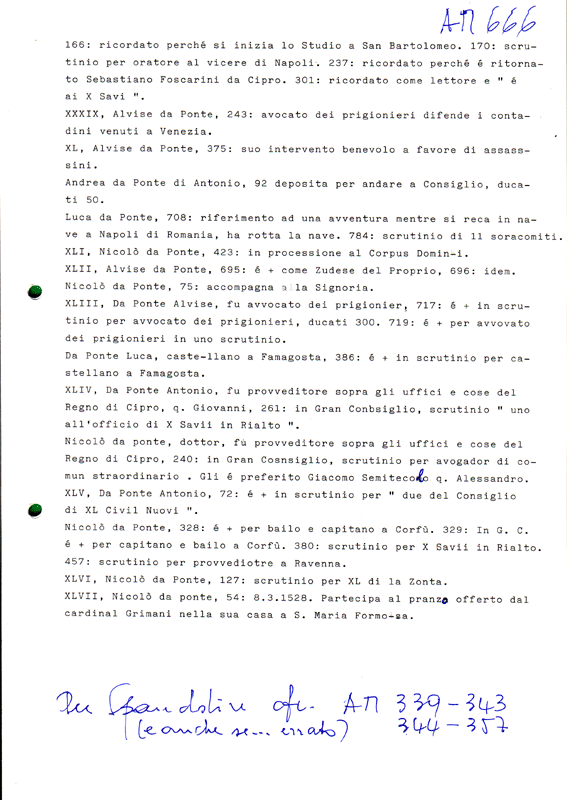 AΠ 666
166: ricordato perché si inizia lo Studio a San Bartolomeo. 170: scru-
tinio per oratore al vicere di Napoli. 237: ricordato perché é ritorna-
to Sebastiano Foscarini da Cipro. 301: ricordato come lettore e " é
ai X Savi ".
XXXIX, Alvise da Ponte, 243: avocato dei prigionieri difende i conta-
dini venuti a Venezia.
XL, Alvise da Ponte, 375: suo intervento benevolo a favore di assass-
sini.
Andrea da Ponte di Antonio, 92 deposita per andare a Consiglio, duca-
ti 50.
Luca da Ponte, 708: riferimento ad una avventura mentre si reca in na-
ve a Napoli di Romania, ha rotta la nave. 784: scrutinio di 11 soracomiti.
XLI, Nicolò da Ponte, 423: in processione al Corpus Domin-i.
XLII, Alvise da Ponte, 695: é + come Zudese del Proprio, 696: idem.
Nicolò da Ponte, 75: accompagna alla Signoria.
XLIII, Da Ponte Alvise, fu avvocato dei prigionier, 717: é + in scru-
tinio per avvocato dei prigionieri, ducati 300. 719: é + per avvovato
dei prigionieri in uno scrutinio.
Da Ponte Luca, caste-llano a Famagosta, 386: é + in scrutinio per ca-
stellano a Famagosta.
XLIV, Da Ponte Antonio, fu provveditore sopra gli uffici e cose del
Regno di Cipro, q. Giovanni, 261: in Gran Conbsiglio, scrutinio " uno
all'officio di X Savii in Rialto ".
Nicolò da ponte, dottor, fu provveditore sopra gli uffici e cose del
Regno di Cipro, 240: in Gran Cosnsiglio, scrutinio per avogador di co-
mun straordinario . Gli é preferito Giacomo Semitecolo q. Alessandro.
XLV, Da Ponte Antonio, 72: é + in scrutinio per " due del Consiglio
di XL Civil Nuovi ".
Nicolò da Ponte, 328: é + per bailo e capitano a Corfù. 329: In G. C.
é + per capitano e bailo a Corfù. 380: scrutinio per X Savii in Rialto.
457: scrutinio per provvediotre a Ravenna.
XLVI, Nicolò da Ponte, 127: scrutinio per XL di la Zonta.
XLVII, Nicolò da ponte, 54: 8.3.1528. Partecipa al pranzo offerto dal
cardinal Grimani nella sua casa a S. Maria Formo-sa.
AΠ 339-343
(e anche se... errato) 344-357